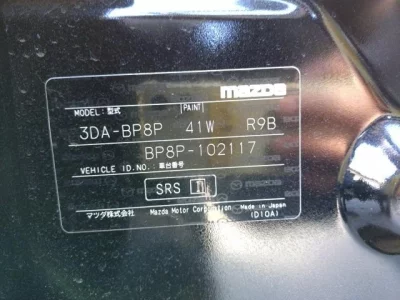 mazda
MODEL:型式 PAINT
3DA-BP8P 41W R9B
BP8P-102117
VEHICLE ID.NO.:車台番号
SRS
マツダ株式会社 Mazda Motor Corporation Made in Japan
(D10A)